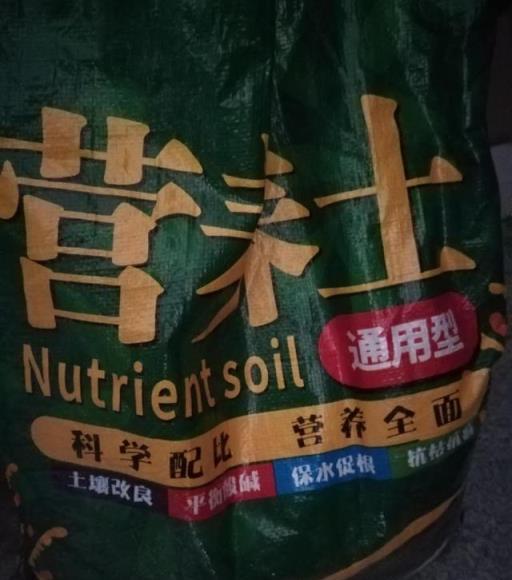 营养土
Nutrient soil
通用型
科学配比 营养全面
土壤改良 平衡酸碱 保水促根